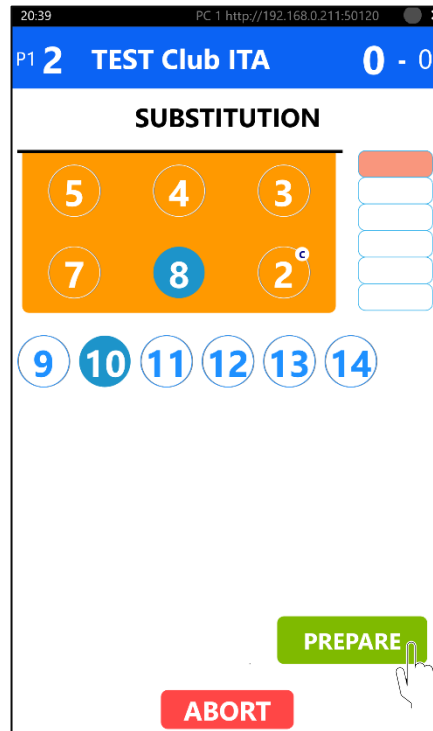 20:39 PC 1 http://192.168.0.211:50120
P1 2 TEST Club ITA 0 - 0
SUBSTITUTION
5 4 3
7 8 2 C
9 10 11 12 13 14
PREPARE
ABORT